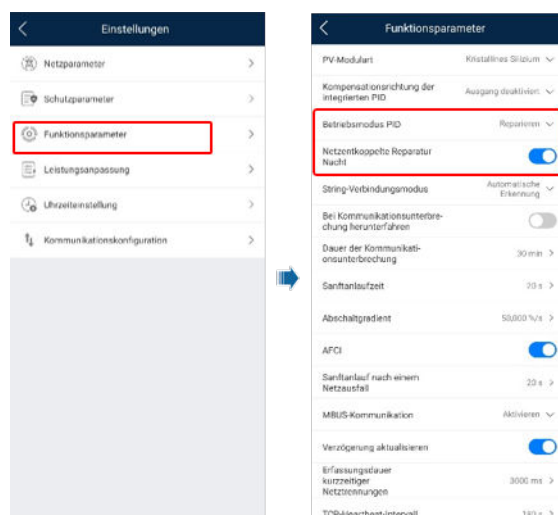 Einstellungen
Netzparameter
Schutzparameter
Funktionsparameter
Leistungsanpassung
Uhrzeiteinstellung
Kommunikationskonfiguration
Funktionsparameter
PV-Modulart Kristallines Silizium
Kompensationsrichtung der
integrierten PID Ausgang deaktiviert
Betriebsmodus PID Reparieren
Netzentkoppelte Reparatur
Nacht
String-Verbindungsmodus Automatische
Erkennung
Bei Kommunikationsunterbre-
chung herunterfahren
Dauer der Kommunikati-
onsunterbrechung 30 min
Sanftanlaufzeit 20 s
Abschaltgradient 50,000 %/s
AFCI
Sanftanlauf nach einem
Netzausfall 20 s
MBUS-Kommunikation Aktivieren
Verzögerung aktualisieren
Erfassungsdauer
kurzzeitiger
Netztrennungen 3000 ms
TCP-Heartbeat-Intervall